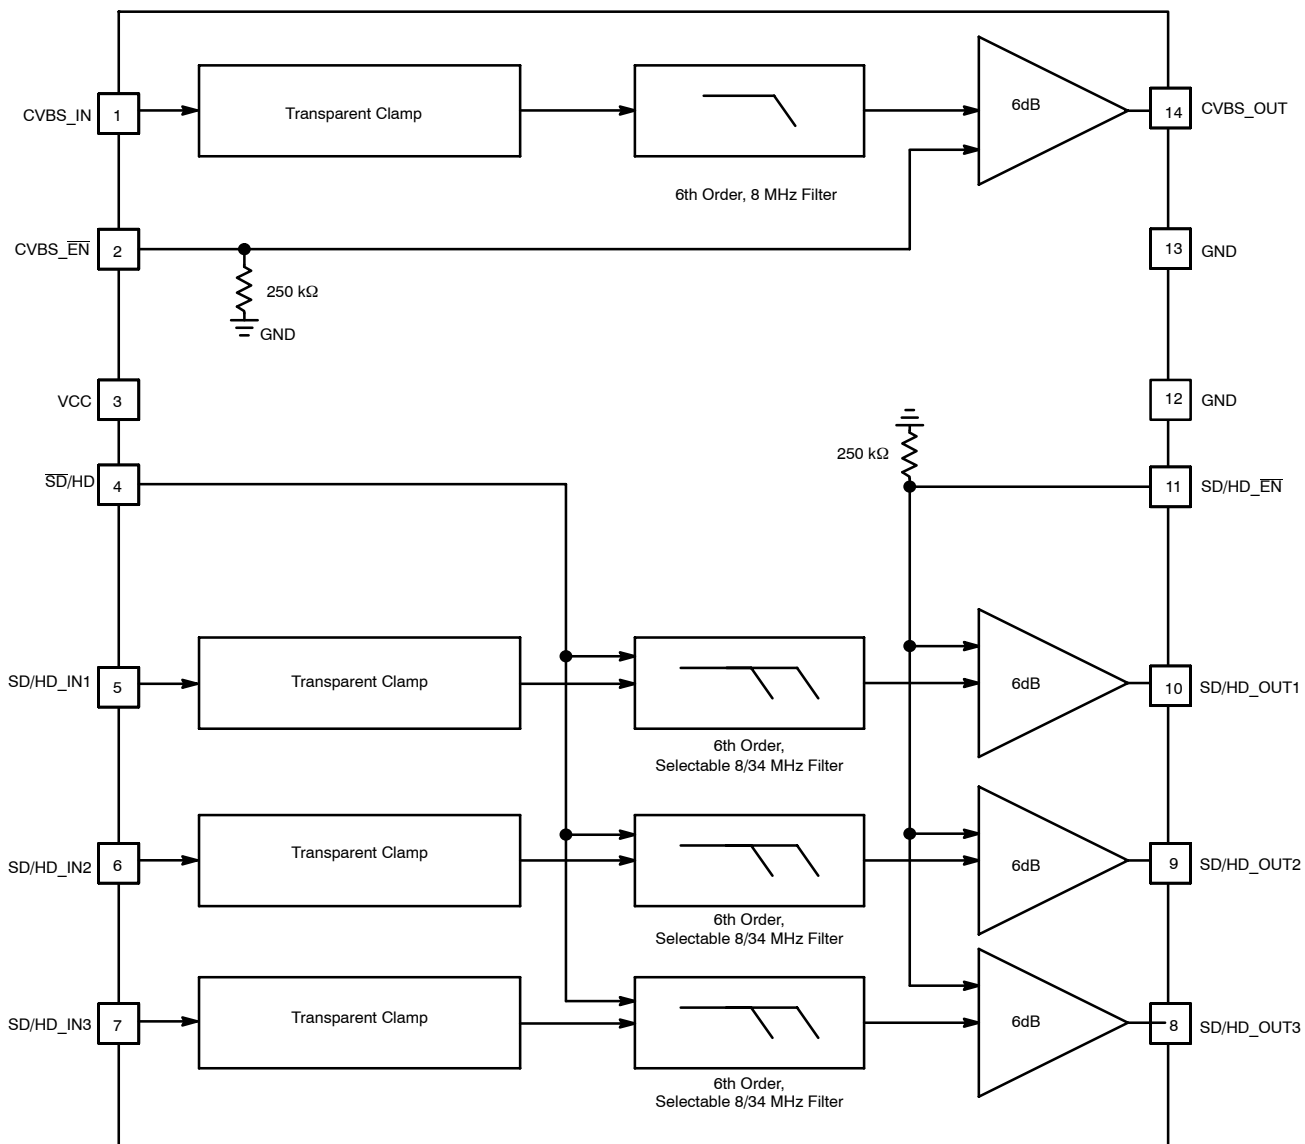 CVBS_IN
1
Transparent Clamp
6dB
14
CVBS_OUT
6th Order, 8 MHz Filter
CVBS_E̅N̅
2
13
GND
250 kΩ
GND
VCC
3
12
GND
250 kΩ
S̅D̅/HD
4
11
SD/HD_E̅N̅
SD/HD_IN1
5
Transparent Clamp
6dB
10
SD/HD_OUT1
6th Order,
Selectable 8/34 MHz Filter
SD/HD_IN2
6
Transparent Clamp
6dB
9
SD/HD_OUT2
6th Order,
Selectable 8/34 MHz Filter
SD/HD_IN3
7
Transparent Clamp
6dB
8
SD/HD_OUT3
6th Order,
Selectable 8/34 MHz Filter